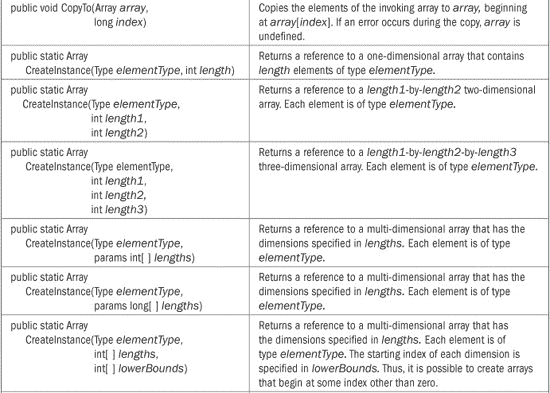 public void CopyTo(Array array,
long index)
Copies the elements of the invoking array to array, beginning
at array[index]. If an error occurs during the copy, array is
undefined.
public static Array
CreateInstance(Type elementType, int length)
Returns a reference to a one-dimensional array that contains
length elements of type elementType.
public static Array
CreateInstance(Type elementType,
int length1,
int length2)
Returns a reference to a length1-by-length2 two-dimensional
array. Each element is of type elementType.
public static Array
CreateInstance(Type elementType,
int length1,
int length2,
int length3)
Returns a reference to a length1-by-length2-by-length3
three-dimensional array. Each element is of type elementType.
public static Array
CreateInstance(Type elementType,
params int[ ] lengths)
Returns a reference to a multi-dimensional array that has the
dimensions specified in lengths. Each element is of type
elementType.
public static Array
CreateInstance(Type elementType,
params long[ ] lengths)
Returns a reference to a multi-dimensional array that has the
dimensions specified in lengths. Each element is of type
elementType.
public static Array
CreateInstance(Type elementType,
int[ ] lengths,
int[ ] lowerBounds)
Returns a reference to a multi-dimensional array that has
the dimensions specified in lengths. Each element is of
type elementType. The starting index of each dimension is
specified in lowerBounds. Thus, it is possible to create arrays
that begin at some index other than zero.